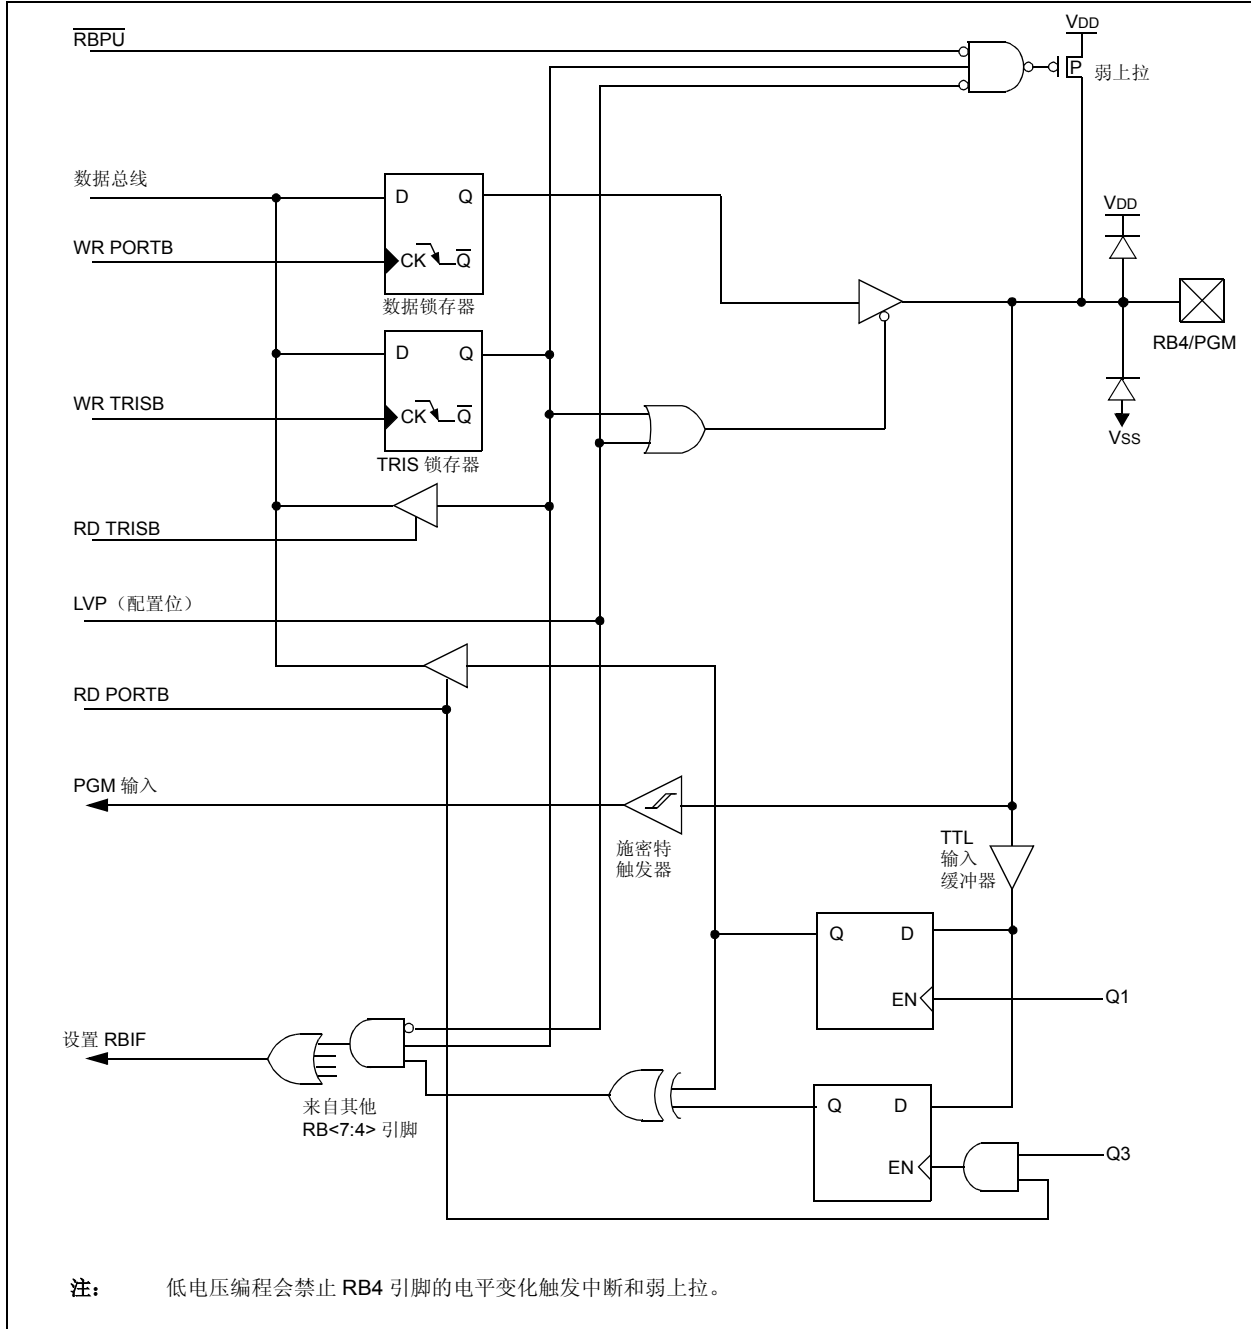 RBPU
VDD
P
弱上拉
数据总线
D Q
VDD
WR PORTB
CK Q
数据锁存器
D Q
RB4/PGM
WR TRISB
CK Q
VSS
TRIS 锁存器
RD TRISB
LVP（配置位）
RD PORTB
PGM 输入
施密特
触发器
TTL
输入
缓冲器
Q D
EN
Q1
设置 RBIF
来自其他
RB<7:4> 引脚
Q D
EN
Q3
注： 低电压编程会禁止 RB4 引脚的电平变化触发中断和弱上拉。